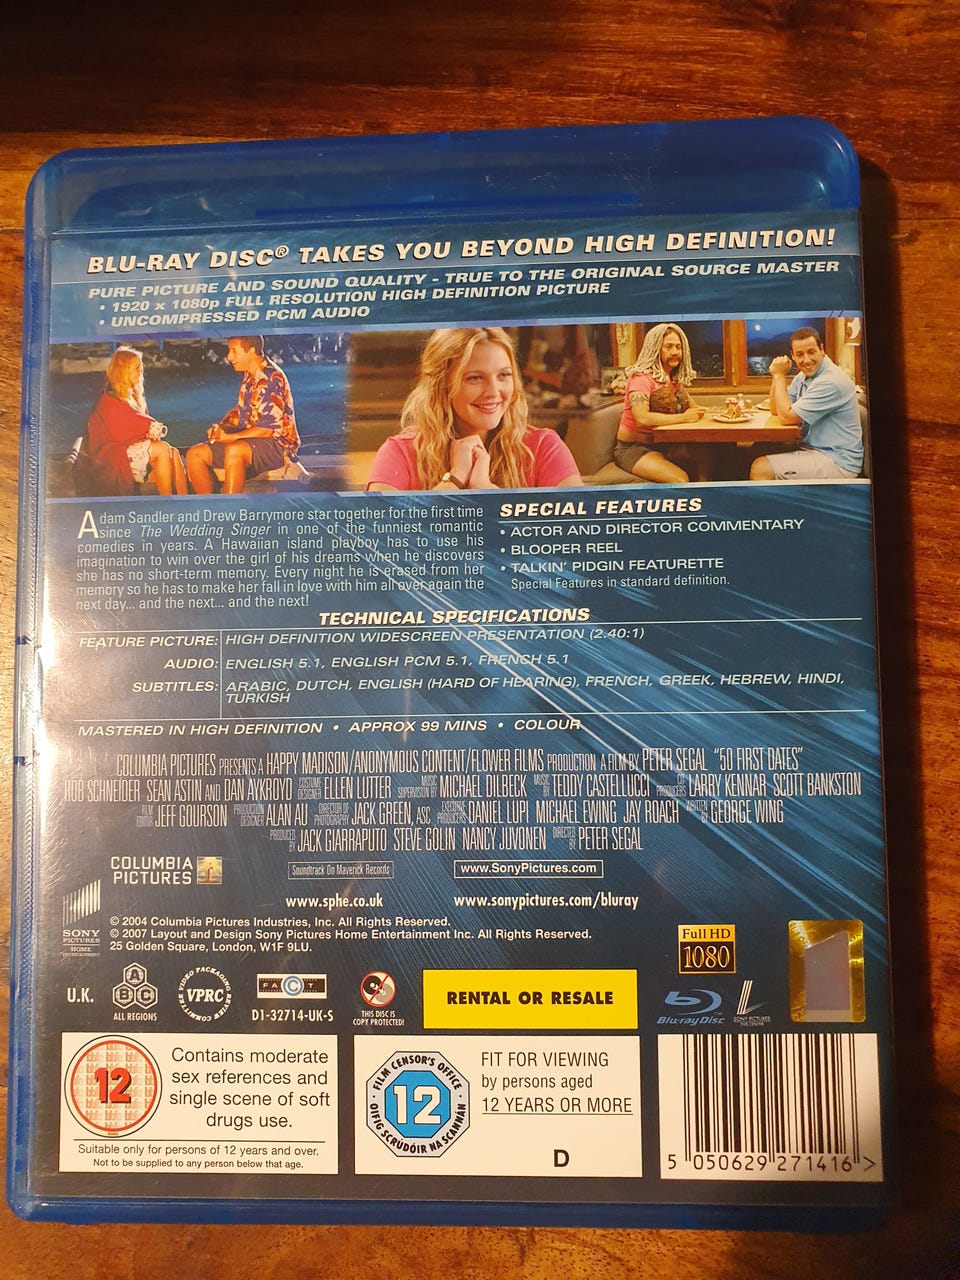 BLU-RAY DISC® TAKES YOU BEYOND HIGH DEFINITION!
PURE PICTURE AND SOUND QUALITY - TRUE TO THE ORIGINAL SOURCE MASTER
• 1920 x 1080p FULL RESOLUTION HIGH DEFINITION PICTURE
• UNCOMPRESSED PCM AUDIO
Adam Sandler and Drew Barrymore star together for the first time
since The Wedding Singer in one of the funniest romantic
comedies in years. A Hawaiian island playboy has to use his
imagination to win over the girl of his dreams when he discovers
she has no short-term memory. Every night he is erased from her
memory so he has to make her fall in love with him all over again the
next day... and the next... and the next!
SPECIAL FEATURES
• ACTOR AND DIRECTOR COMMENTARY
• BLOOPER REEL
• TALKIN' PIDGIN FEATURETTE
Special Features in standard definition.
TECHNICAL SPECIFICATIONS
FEATURE PICTURE: HIGH DEFINITION WIDESCREEN PRESENTATION (2.40:1)
AUDIO: ENGLISH 5.1, ENGLISH PCM 5.1, FRENCH 5.1
SUBTITLES: ARABIC, DUTCH, ENGLISH (HARD OF HEARING), FRENCH, GREEK, HEBREW, HINDI,
TURKISH
MASTERED IN HIGH DEFINITION • APPROX 99 MINS • COLOUR
COLUMBIA PICTURES PRESENTS A HAPPY MADISON/ANONYMOUS CONTENT/FLOWER FILMS PRODUCTION A FILM BY PETER SEGAL "50 FIRST DATES"
ROB SCHNEIDER SEAN ASTIN AND DAN AYKROYD COSTUME DESIGNER ELLEN LUTTER MUSIC SUPERVISION BY MICHAEL DILBECK MUSIC BY TEDDY CASTELLUCCI CO PRODUCERS LARRY KENNAR SCOTT BANKSTON
FILM EDITOR JEFF GOURSON PRODUCTION DESIGNER ALAN AU DIRECTOR OF PHOTOGRAPHY JACK GREEN, ASC EXECUTIVE PRODUCERS DANIEL LUPI MICHAEL EWING JAY ROACH WRITTEN BY GEORGE WING
PRODUCED BY JACK GIARRAPUTO STEVE GOLIN NANCY JUVONEN DIRECTED BY PETER SEGAL
COLUMBIA
PICTURES
Soundtrack On Maverick Records
www.SonyPictures.com
www.sphe.co.uk
www.sonypictures.com/bluray
SONY
PICTURES
HOME
ENTERTAINMENT
© 2004 Columbia Pictures Industries, Inc. All Rights Reserved.
© 2007 Layout and Design Sony Pictures Home Entertainment Inc. All Rights Reserved.
25 Golden Square, London, W1F 9LU.
Full HD
1080
U.K.
A
B C
ALL REGIONS
VIDEO PACKAGING REVIEW COMMITTEE
VPRC
FACT
D1-32714-UK-S
THIS DISC IS
COPY PROTECTED!
RENTAL OR RESALE
Blu-ray Disc™
SONY PICTURES
DVD CENTER
12
Contains moderate
sex references and
single scene of soft
drugs use.
Suitable only for persons of 12 years and over.
Not to be supplied to any person below that age.
FILM CENSOR'S OFFICE
12
OIFIG SCRÚDÓIR NA SCANNÁN
FIT FOR VIEWING
by persons aged
12 YEARS OR MORE
D
5 050629 271416 >